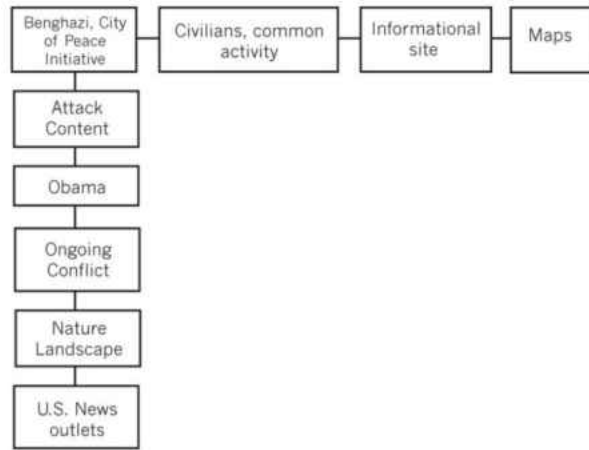 Benghazi, City
of Peace
Initiative
Civilians, common
activity
Informational
site
Maps
Attack
Content
Obama
Ongoing
Conflict
Nature
Landscape
U.S. News
outlets